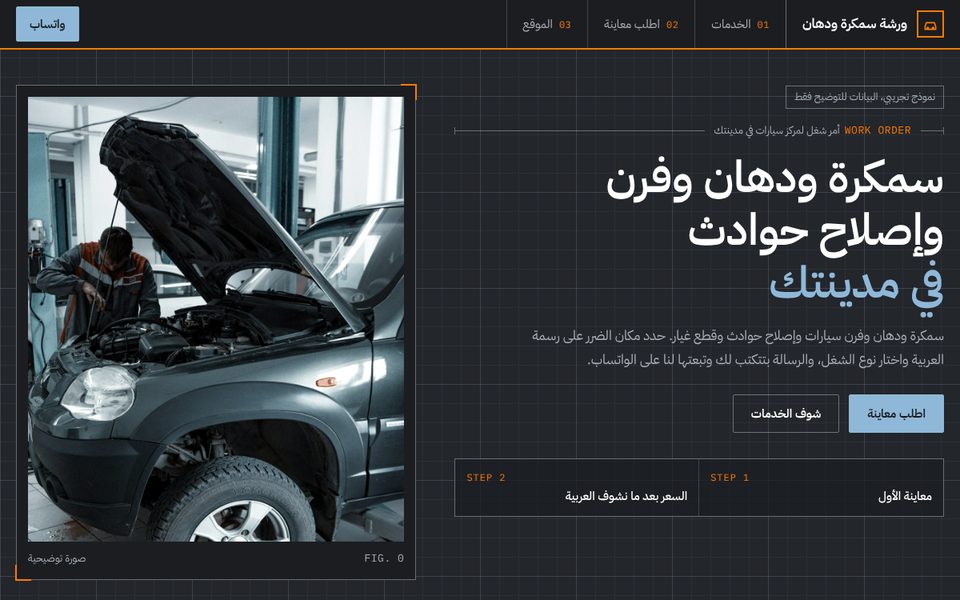 ورشة سمكرة ودهان
01 الخدمات
02 اطلب معاينة
03 الموقع
واتساب
نموذج تجريبي، البيانات للتوضيح فقط
WORK ORDER أمر شغل لمركز سيارات في مدينتك
سمكرة ودهان وفرن
وإصلاح حوادث
في مدينتك
سمكرة ودهان وفرن سيارات وإصلاح حوادث وقطع غيار. حدد مكان الضرر على رسمة
العربية واختار نوع الشغل، والرسالة بتتكتب لك وتبعتها لنا على الواتساب.
اطلب معاينة
شوف الخدمات
STEP 1
معاينة الأول
STEP 2
السعر بعد ما نشوف العربية
FIG. 0
صورة توضيحية